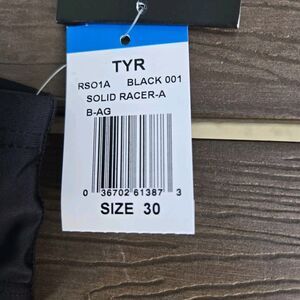 TYR
RSO1A BLACK 001
SOLID RACER-A
B-AG
0 36702 61387 3
SIZE 30